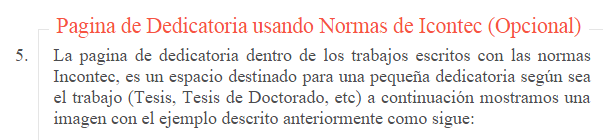 Pagina de Dedicatoria usando Normas de Icontec (Opcional)
5. La pagina de dedicatoria dentro de los trabajos escritos con las normas
Incontec, es un espacio destinado para una pequeña dedicatoria según sea
el trabajo (Tesis, Tesis de Doctorado, etc) a continuación mostramos una
imagen con el ejemplo descrito anteriormente como sigue: